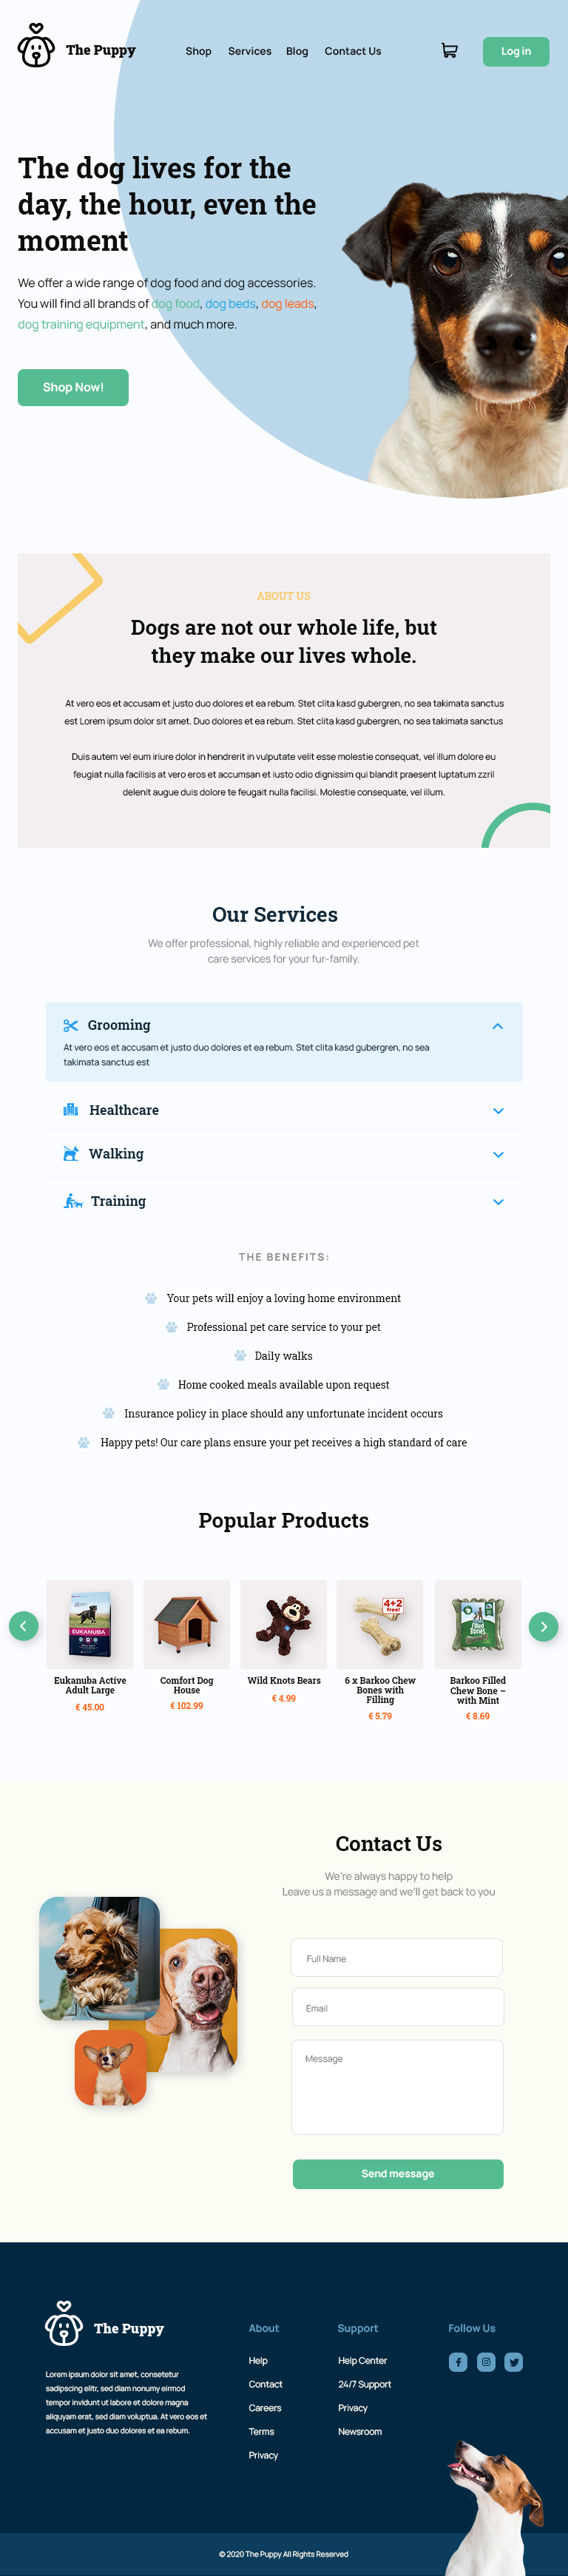 The Puppy
Shop Services Blog Contact Us
Log in
The dog lives for the
day, the hour, even the
moment
We offer a wide range of dog food and dog accessories.
You will find all brands of dog food, dog beds, dog leads,
dog training equipment, and much more.
Shop Now!
ABOUT US
Dogs are not our whole life, but
they make our lives whole.
At vero eos et accusam et justo duo dolores et ea rebum. Stet clita kasd gubergren, no sea takimata sanctus
est Lorem ipsum dolor sit amet. Duo dolores et ea rebum. Stet clita kasd gubergren, no sea takimata sanctus
Duis autem vel eum iriure dolor in hendrerit in vulputate velit esse molestie consequat, vel illum dolore eu
feugiat nulla facilisis at vero eros et accumsan et iusto odio dignissim qui blandit praesent luptatum zzril
delenit augue duis dolore te feugait nulla facilisi. Molestie consequate, vel illum.
Our Services
We offer professional, highly reliable and experienced pet
care services for your fur-family.
Grooming
At vero eos et accusam et justo duo dolores et ea rebum. Stet clita kasd gubergren, no sea
takimata sanctus est
Healthcare
Walking
Training
THE BENEFITS:
Your pets will enjoy a loving home environment
Professional pet care service to your pet
Daily walks
Home cooked meals available upon request
Insurance policy in place should any unfortunate incident occurs
Happy pets! Our care plans ensure your pet receives a high standard of care
Popular Products
EUKANUBA
4+2
free!
Filled
Bones
Eukanuba Active
Adult Large
€ 45.00
Comfort Dog
House
€ 102.99
Wild Knots Bears
€ 4.99
6 x Barkoo Chew
Bones with
Filling
€ 5.79
Barkoo Filled
Chew Bone –
with Mint
€ 8.69
Contact Us
We're always happy to help
Leave us a message and we'll get back to you
Full Name
Email
Message
Send message
The Puppy
Lorem ipsum dolor sit amet, consetetur
sadipscing elitr, sed diam nonumy eirmod
tempor invidunt ut labore et dolore magna
aliquyam erat, sed diam voluptua. At vero eos et
accusam et justo duo dolores et ea rebum.
About
Help
Contact
Careers
Terms
Privacy
Support
Help Center
24/7 Support
Privacy
Newsroom
Follow Us
© 2020 The Puppy All Rights Reserved